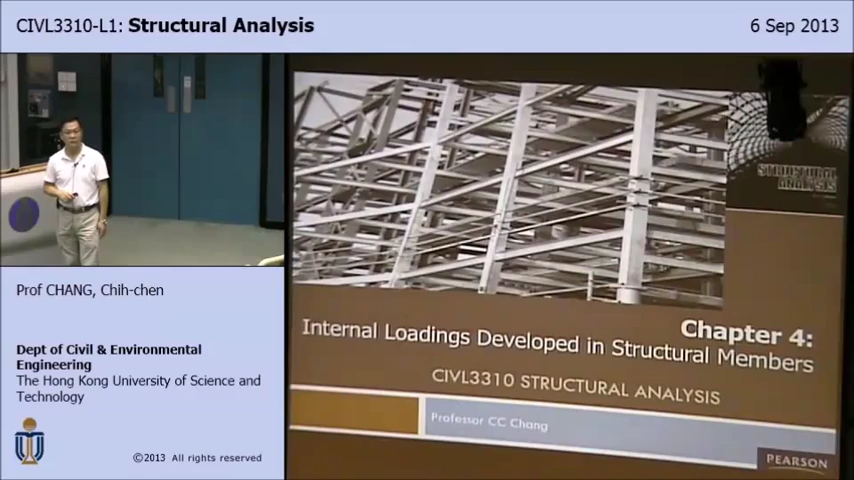 CIVL3310-L1: Structural Analysis
6 Sep 2013
STRUCTURAL
ANALYSIS
Chapter 4:
Internal Loadings Developed in Structural Members
CIVL3310 STRUCTURAL ANALYSIS
Professor CC Chang
PEARSON
Prof CHANG, Chih-chen
Dept of Civil & Environmental
Engineering
The Hong Kong University of Science and
Technology
©2013 All rights reserved